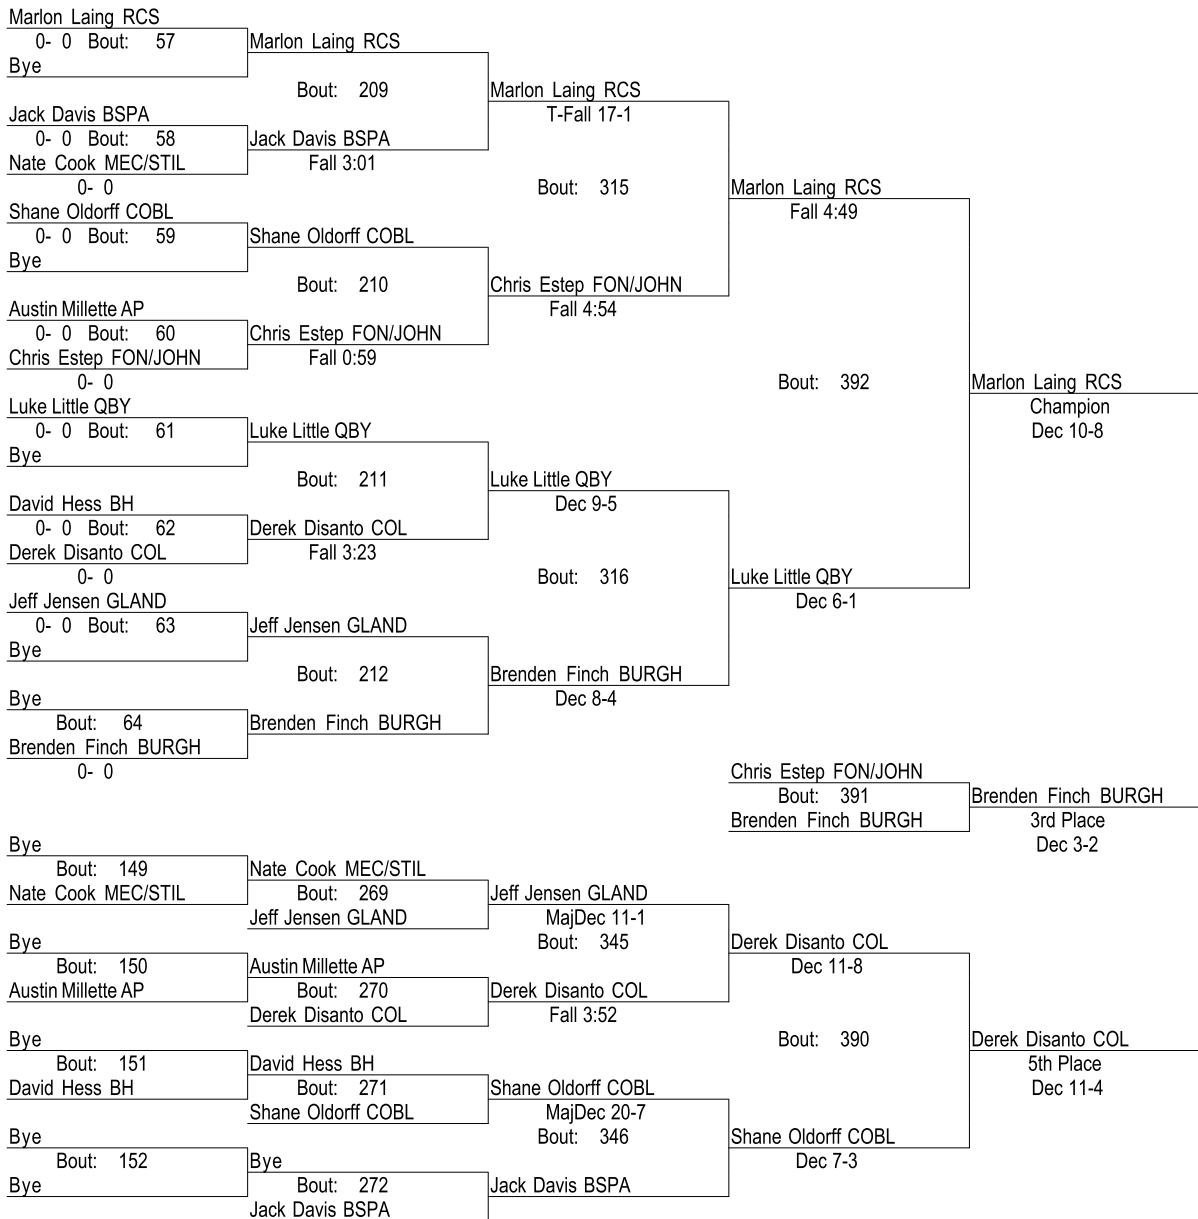 Marlon Laing RCS
0- 0 Bout: 57
Marlon Laing RCS
Bye
Bout: 209
Marlon Laing RCS
T-Fall 17-1
Jack Davis BSPA
0- 0 Bout: 58
Jack Davis BSPA
Nate Cook MEC/STIL
Fall 3:01
0- 0
Bout: 315
Marlon Laing RCS
Fall 4:49
Shane Oldorff COBL
0- 0 Bout: 59
Shane Oldorff COBL
Bye
Bout: 210
Chris Estep FON/JOHN
Fall 4:54
Austin Millette AP
0- 0 Bout: 60
Chris Estep FON/JOHN
Chris Estep FON/JOHN
Fall 0:59
0- 0
Bout: 392
Marlon Laing RCS
Champion
Dec 10-8
Luke Little QBY
0- 0 Bout: 61
Luke Little QBY
Bye
Bout: 211
Luke Little QBY
Dec 9-5
David Hess BH
0- 0 Bout: 62
Derek Disanto COL
Derek Disanto COL
Fall 3:23
0- 0
Bout: 316
Luke Little QBY
Dec 6-1
Jeff Jensen GLAND
0- 0 Bout: 63
Jeff Jensen GLAND
Bye
Bout: 212
Brenden Finch BURGH
Dec 8-4
Bye
Bout: 64
Brenden Finch BURGH
Brenden Finch BURGH
0- 0
Chris Estep FON/JOHN
Bout: 391
Brenden Finch BURGH
Brenden Finch BURGH
3rd Place
Dec 3-2
Bye
Bout: 149
Nate Cook MEC/STIL
Nate Cook MEC/STIL
Bout: 269
Jeff Jensen GLAND
Jeff Jensen GLAND
MajDec 11-1
Bout: 345
Bye
Bout: 150
Austin Millette AP
Austin Millette AP
Bout: 270
Derek Disanto COL
Derek Disanto COL
Fall 3:52
Derek Disanto COL
Dec 11-8
Bout: 390
Derek Disanto COL
5th Place
Dec 11-4
Bye
Bout: 151
David Hess BH
David Hess BH
Bout: 271
Shane Oldorff COBL
Shane Oldorff COBL
MajDec 20-7
Bout: 346
Shane Oldorff COBL
Dec 7-3
Bye
Bout: 152
Bye
Bye
Bout: 272
Jack Davis BSPA
Jack Davis BSPA